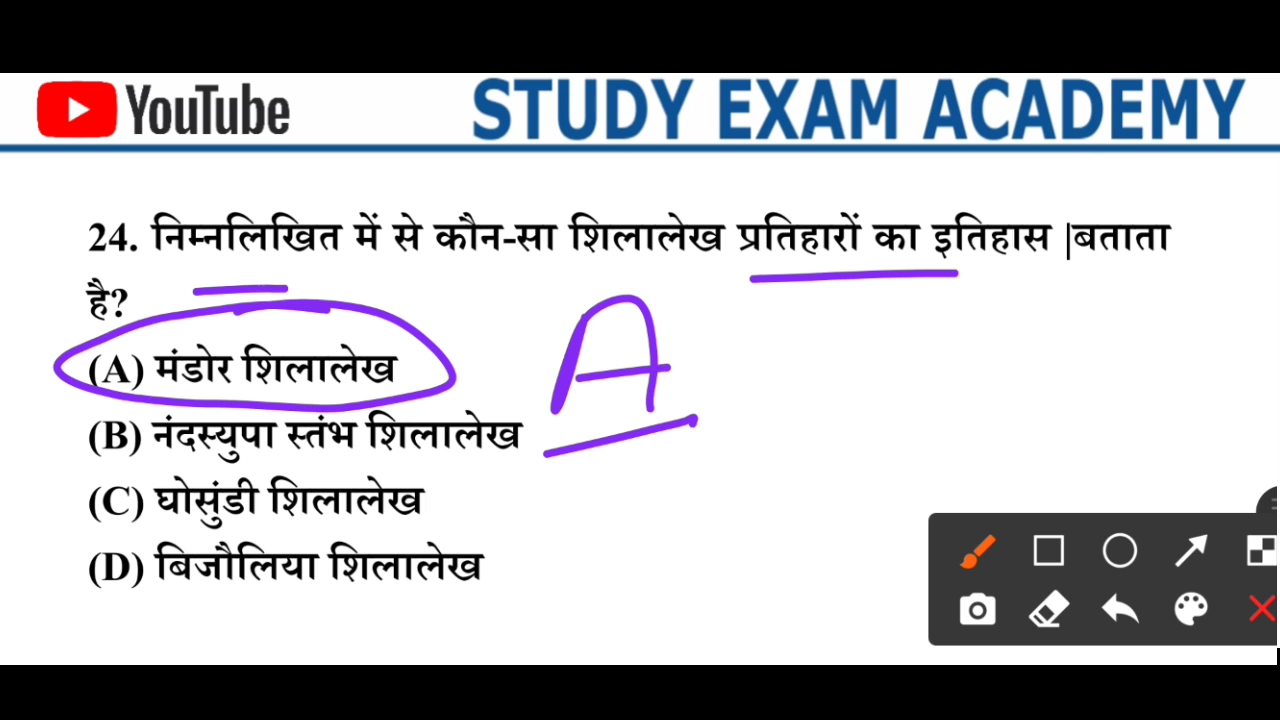 YouTube STUDY EXAM ACADEMY
24. निम्नलिखित में से कौन-सा शिलालेख प्रतिहारों का इतिहास |बताता
है?
(A) मंडोर शिलालेख
A
(B) नंदस्युपा स्तंभ शिलालेख
(C) घोसुंडी शिलालेख
(D) बिजौलिया शिलालेख